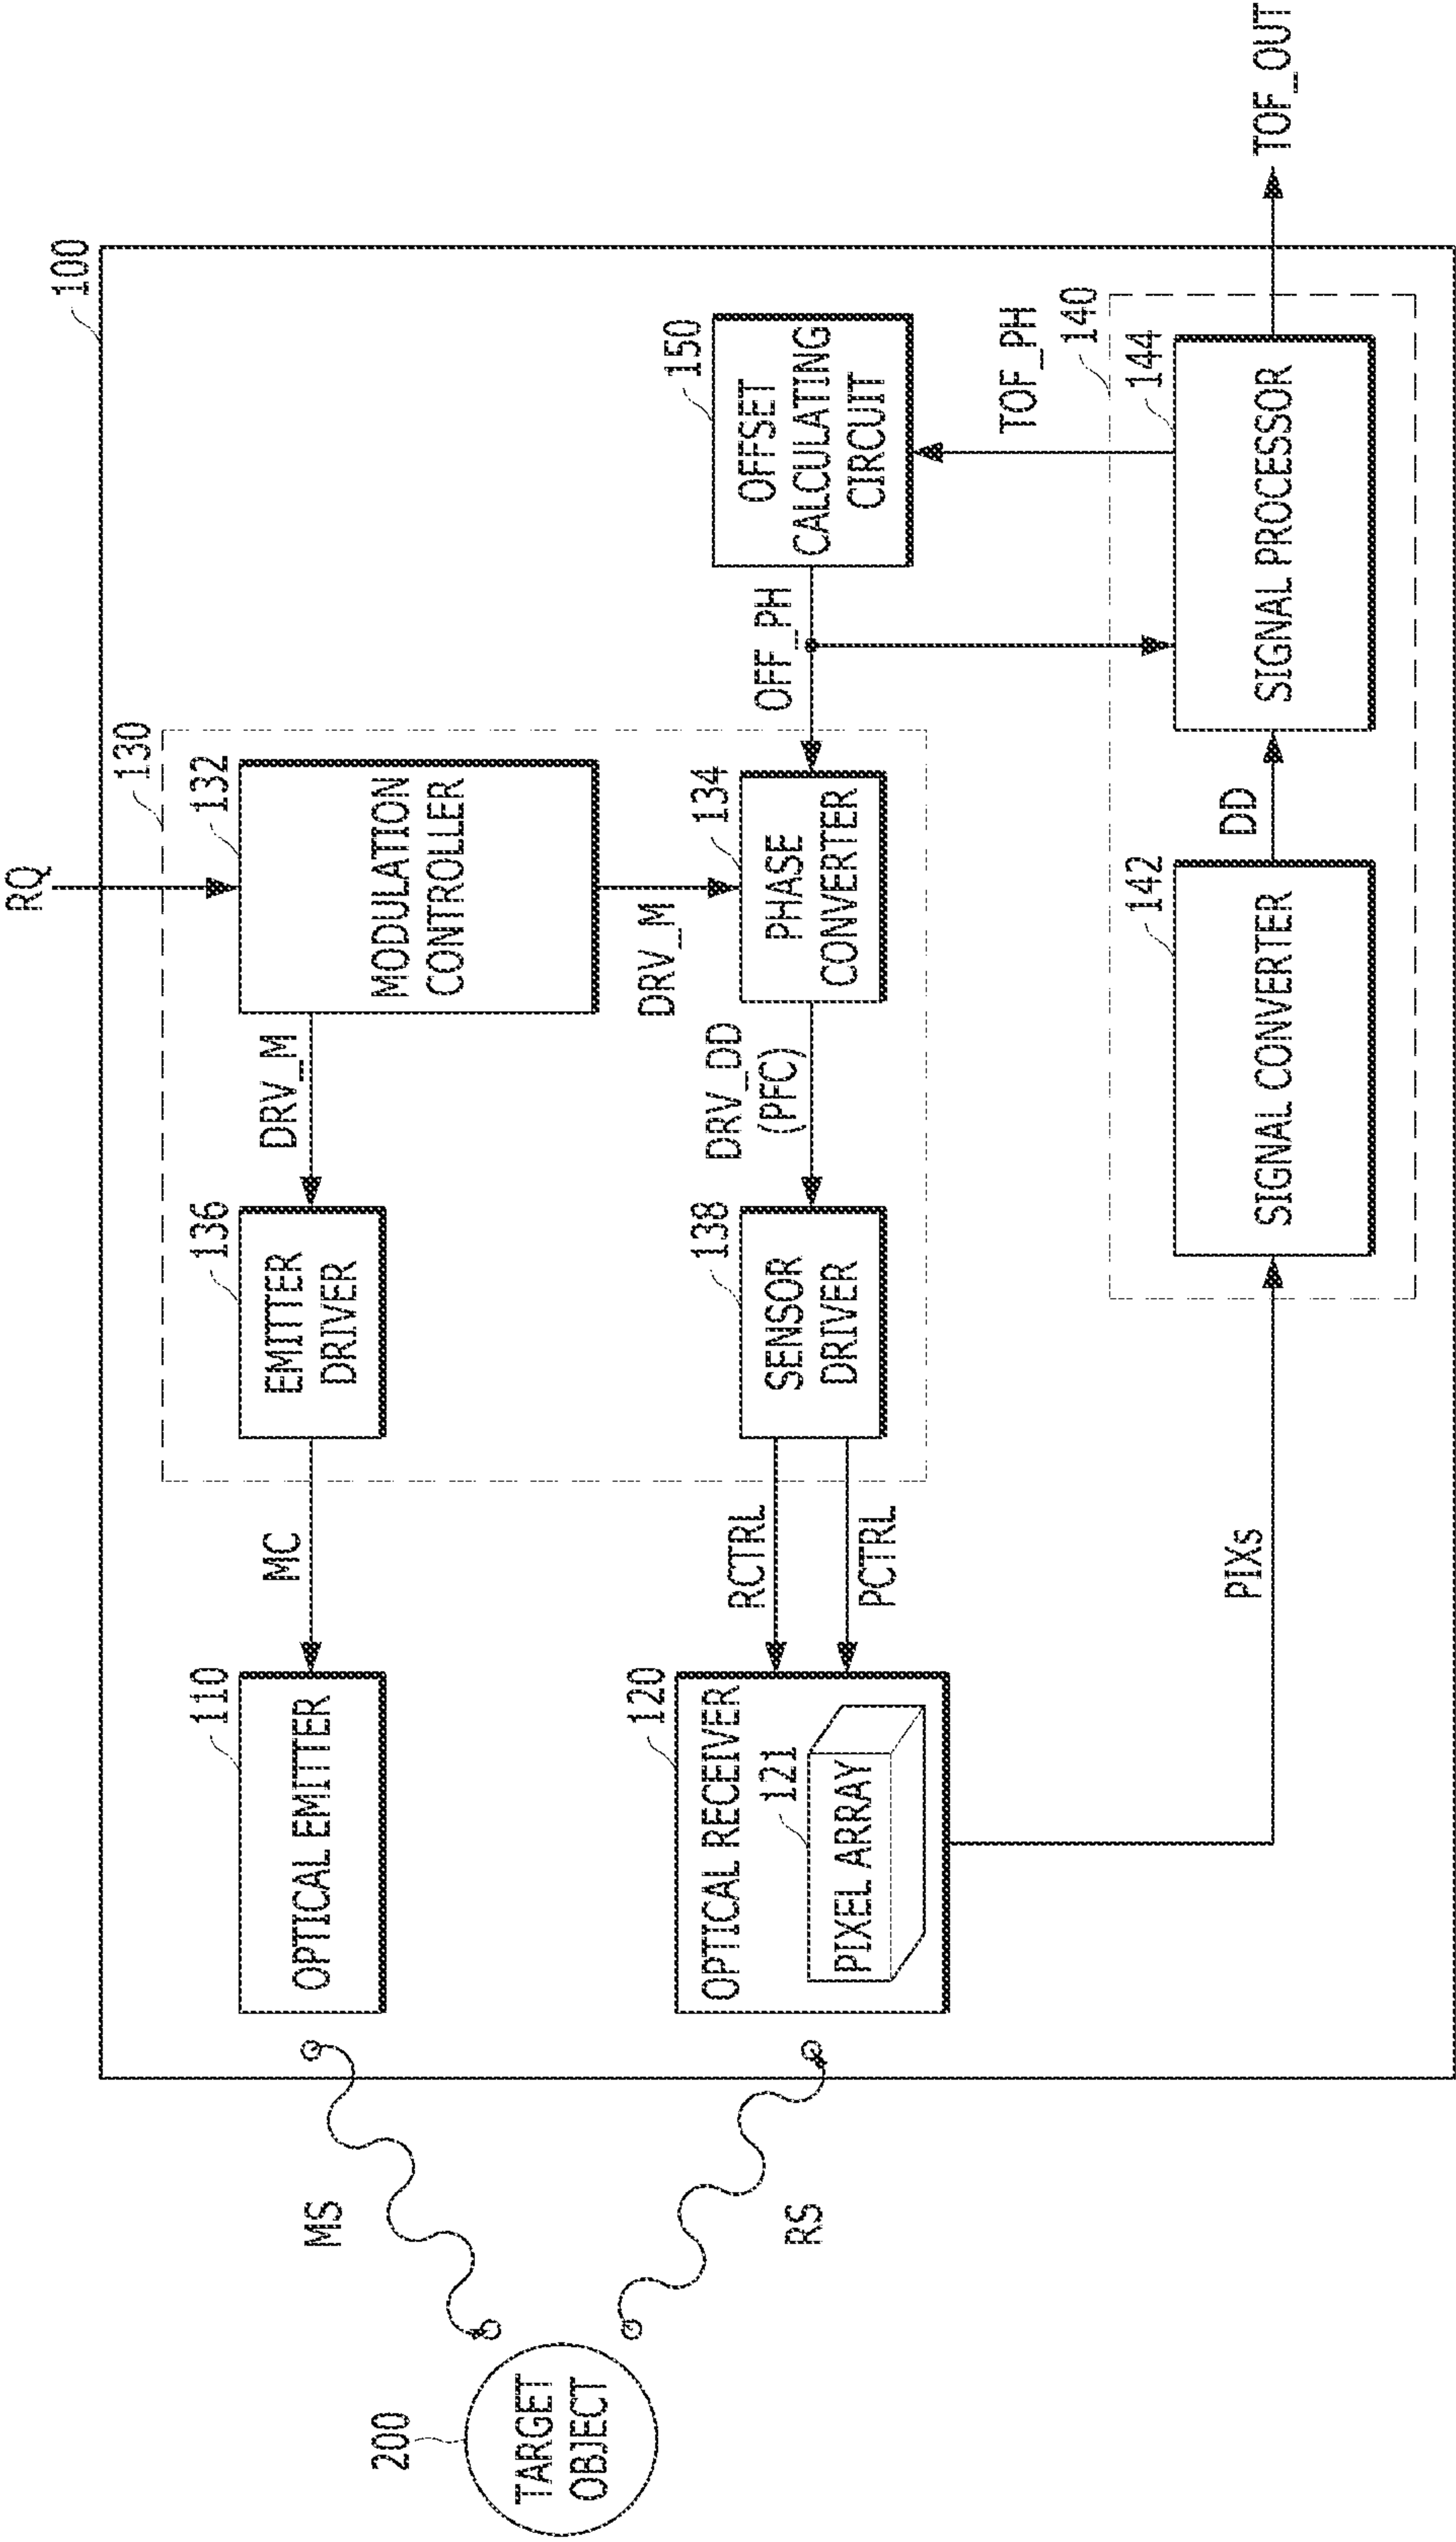 100
RQ
130
132
MODULATION
CONTROLLER
DRV_M
136
EMITTER
DRIVER
MC
110
OPTICAL EMITTER
MS
200
TARGET
OBJECT
RS
120
OPTICAL RECEIVER
121
PIXEL ARRAY
RCTRL
PCTRL
138
SENSOR
DRIVER
DRV_DD
(PFC)
DRV_M
134
PHASE
CONVERTER
OFF_PH
150
OFFSET
CALCULATING
CIRCUIT
TOF_PH
140
PIXs
142
SIGNAL CONVERTER
DD
144
SIGNAL PROCESSOR
TOF_OUT